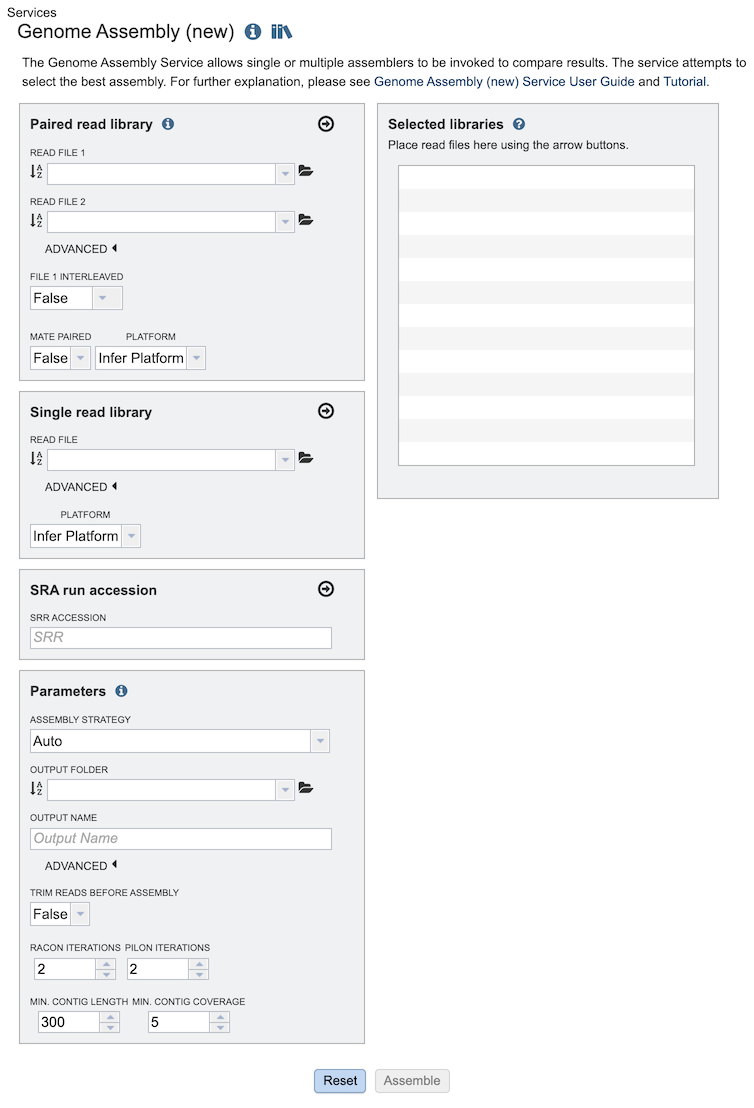 Services
Genome Assembly (new)
The Genome Assembly Service allows single or multiple assemblers to be invoked to compare results. The service attempts to
select the best assembly. For further explanation, please see Genome Assembly (new) Service User Guide and Tutorial.
Paired read library
READ FILE 1
READ FILE 2
ADVANCED
FILE 1 INTERLEAVED
False
MATE PAIRED PLATFORM
False Infer Platform
Single read library
READ FILE
ADVANCED
PLATFORM
Infer Platform
SRA run accession
SRR ACCESSION
SRR
Parameters
ASSEMBLY STRATEGY
Auto
OUTPUT FOLDER
OUTPUT NAME
Output Name
ADVANCED
TRIM READS BEFORE ASSEMBLY
False
RACON ITERATIONS PILON ITERATIONS
2 2
MIN. CONTIG LENGTH MIN. CONTIG COVERAGE
300 5
Selected libraries
Place read files here using the arrow buttons.
Reset Assemble